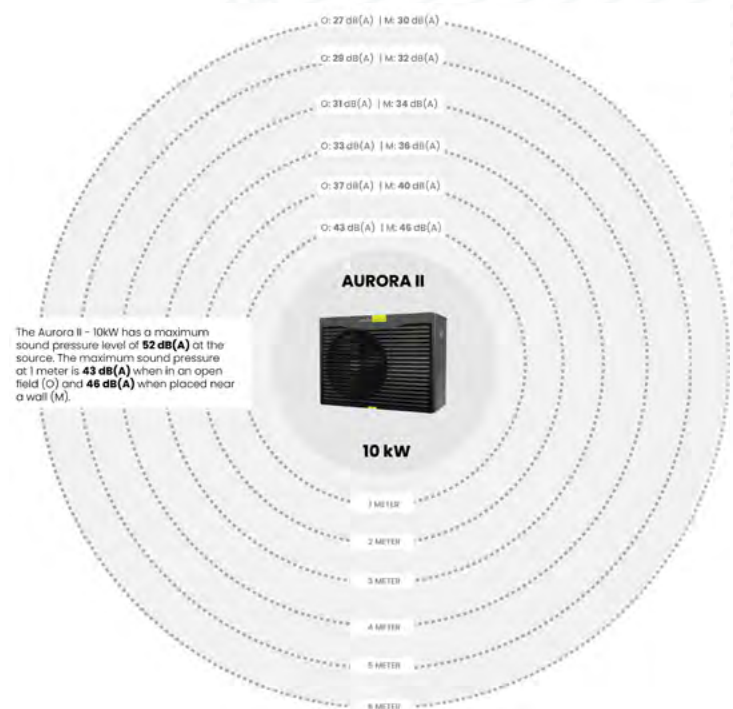 O: 27 dB(A) | M: 30 dB(A)
O: 29 dB(A) | M: 32 dB(A)
O: 31 dB(A) | M: 34 dB(A)
O: 33 dB(A) | M: 36 dB(A)
O: 37 dB(A) | M: 40 dB(A)
O: 43 dB(A) | M: 46 dB(A)
AURORA II
The Aurora II - 10kW has a maximum
sound pressure level of 52 dB(A) at the
source. The maximum sound pressure
at 1 meter is 43 dB(A) when in an open
field (O) and 46 dB(A) when placed near
a wall (M).
10 kW
1 METER
2 METER
3 METER
4 METER
5 METER
6 METER